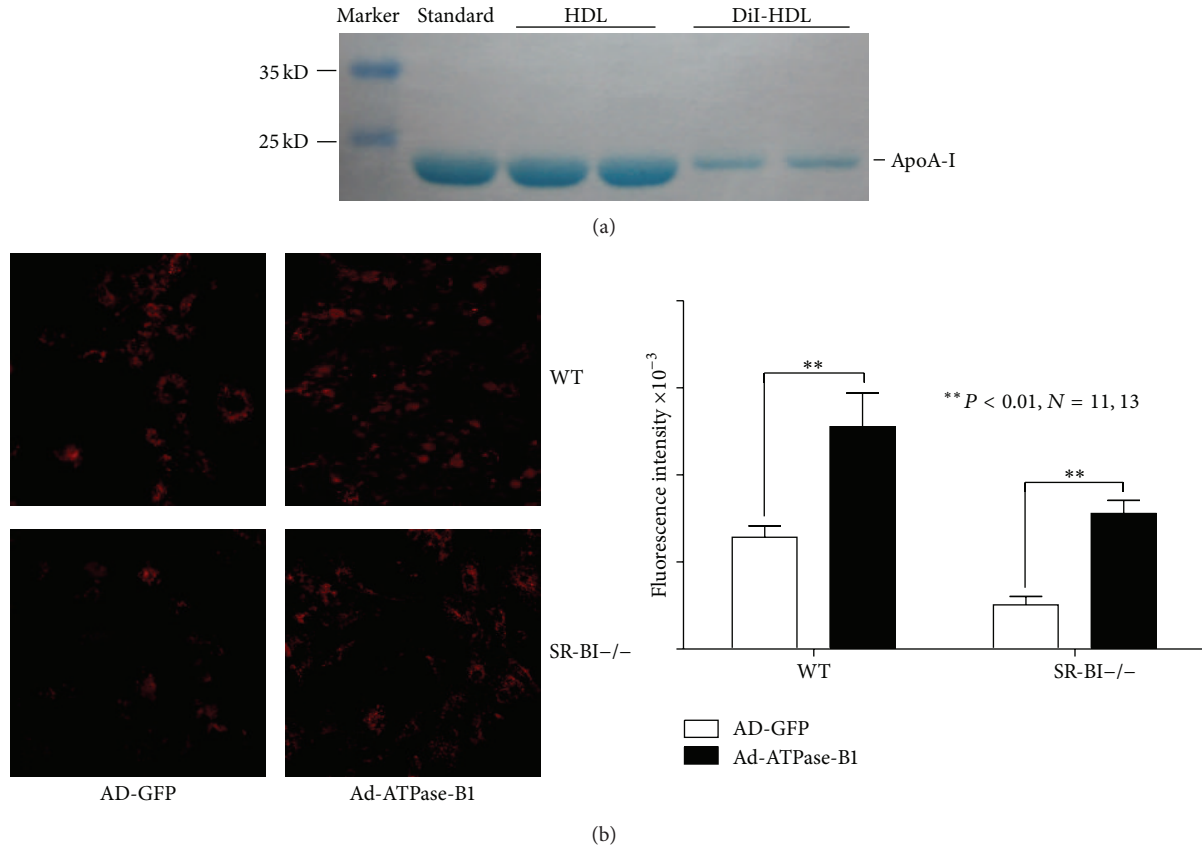 Marker Standard HDL DiI-HDL
35 kD
25 kD
ApoA-I
(a)
WT
SR-BI−/−
AD-GFP Ad-ATPase-B1
Fluorescence intensity ×10⁻³
**
**
**P < 0.01, N = 11, 13
WT SR-BI−/−
AD-GFP
Ad-ATPase-B1
(b)